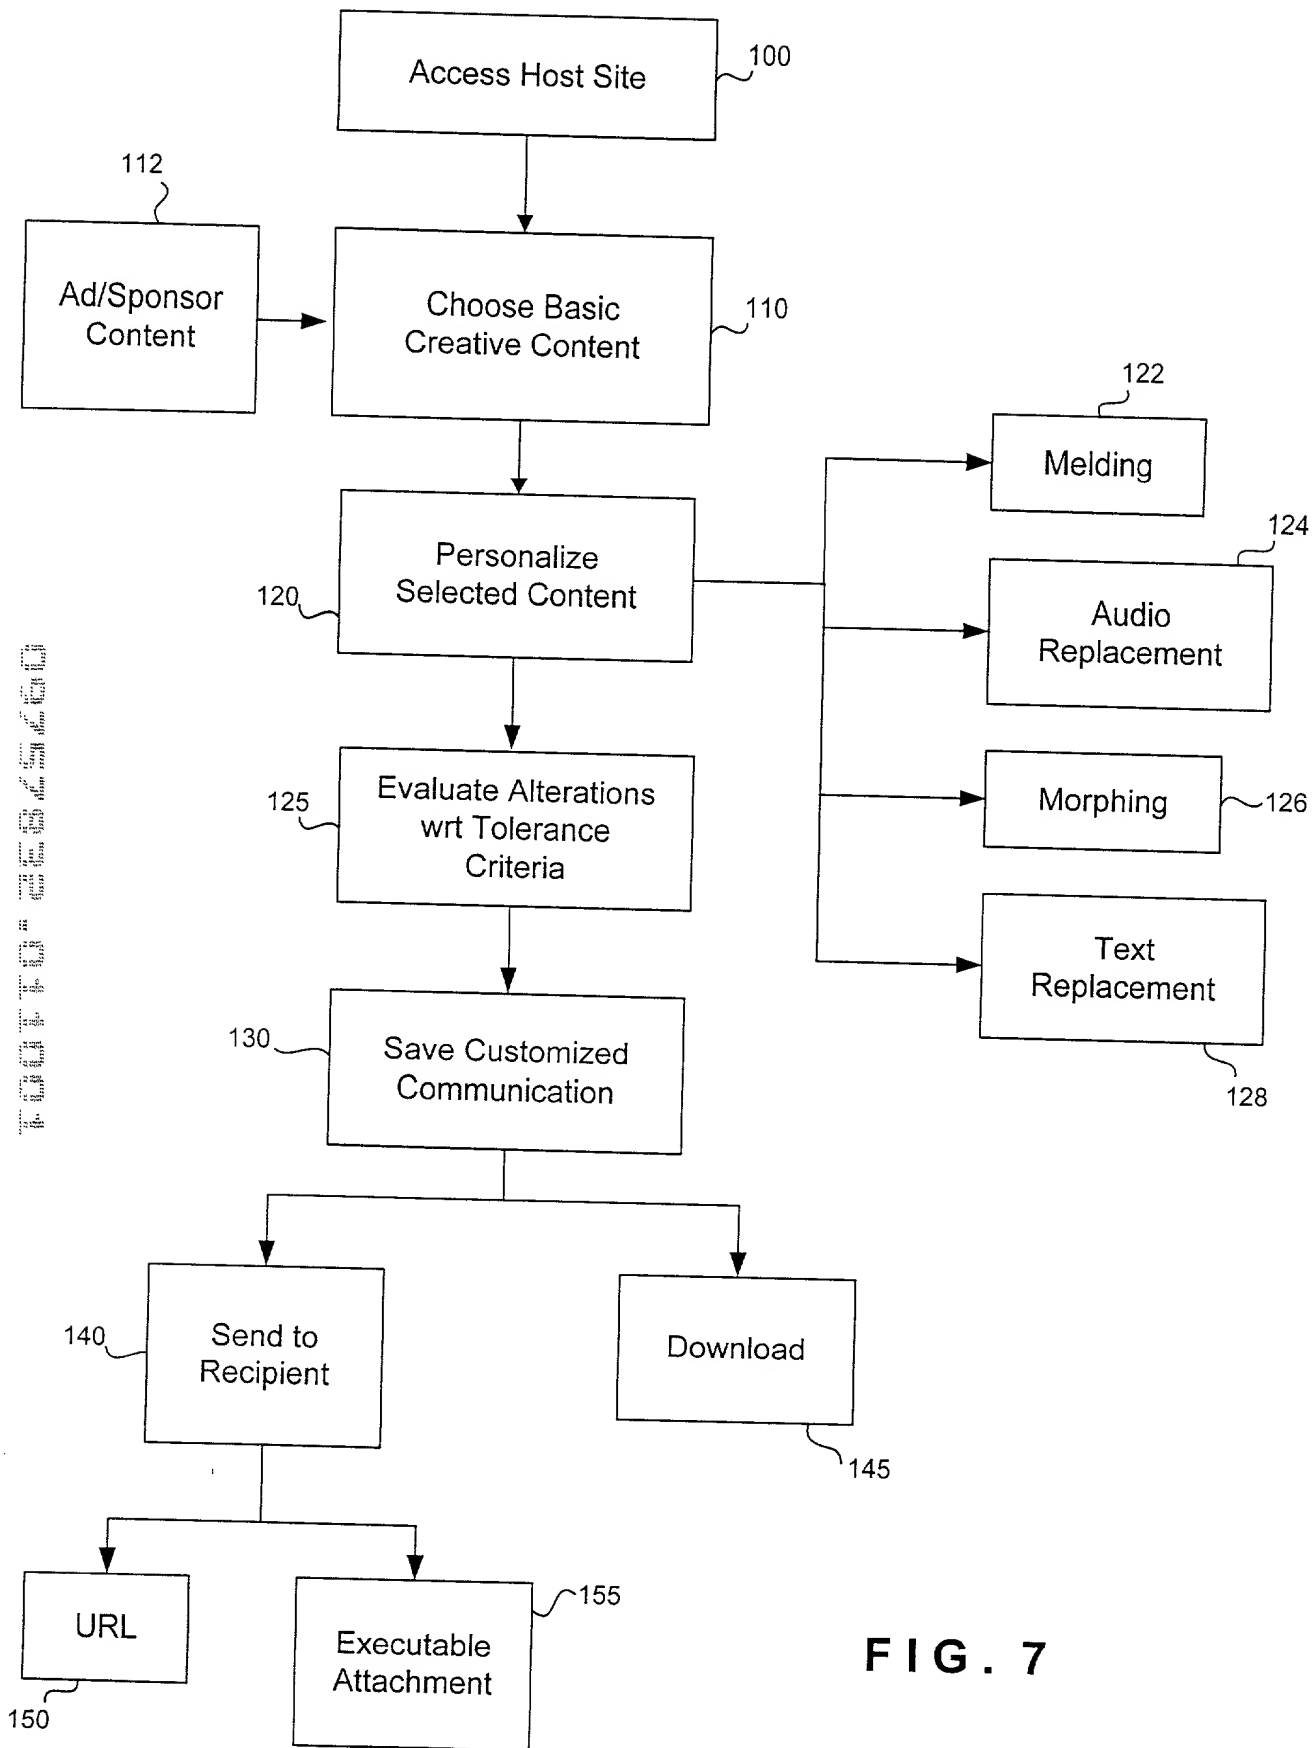 Access Host Site
100
112
Ad/Sponsor
Content
Choose Basic
Creative Content
110
122
Melding
124
Personalize
Selected Content
120
Audio
Replacement
Evaluate Alterations
wrt Tolerance
Criteria
125
Morphing
126
Text
Replacement
128
130
Save Customized
Communication
140
Send to
Recipient
Download
145
URL
150
Executable
Attachment
155
FIG. 7